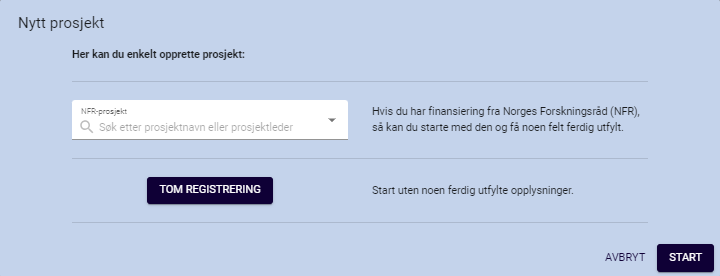 Nytt prosjekt
Her kan du enkelt opprette prosjekt:
NFR-prosjekt
Søk etter prosjektnavn eller prosjektleder
Hvis du har finansiering fra Norges Forskningsråd (NFR),
så kan du starte med den og få noen felt ferdig utfylt.
TOM REGISTRERING
Start uten noen ferdig utfylte opplysninger.
AVBRYT
START